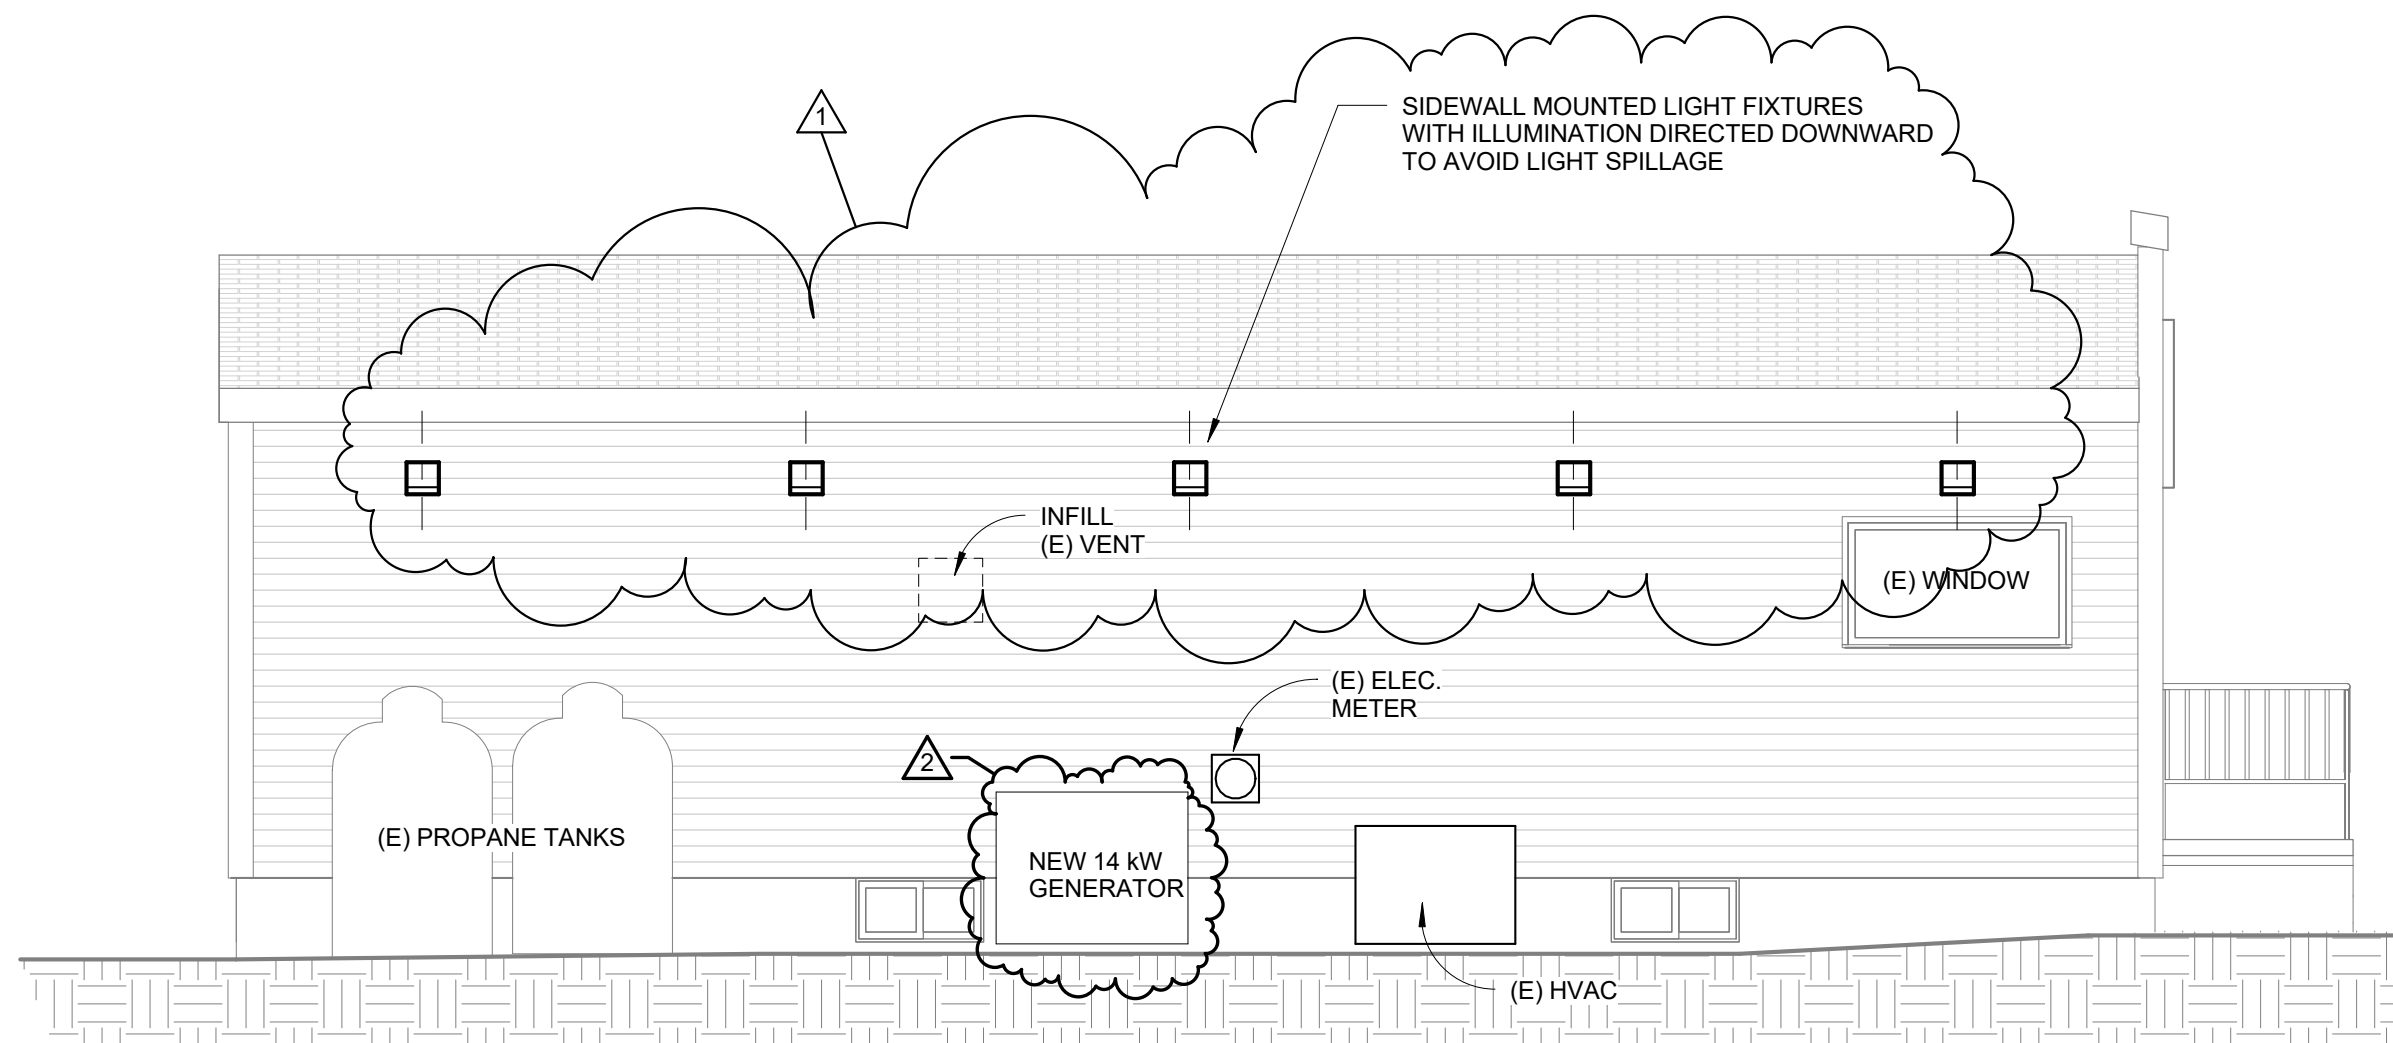 1
SIDEWALL MOUNTED LIGHT FIXTURES
WITH ILLUMINATION DIRECTED DOWNWARD
TO AVOID LIGHT SPILLAGE
INFILL
(E) VENT
(E) WINDOW
(E) ELEC.
METER
2
(E) PROPANE TANKS
NEW 14 kW
GENERATOR
(E) HVAC